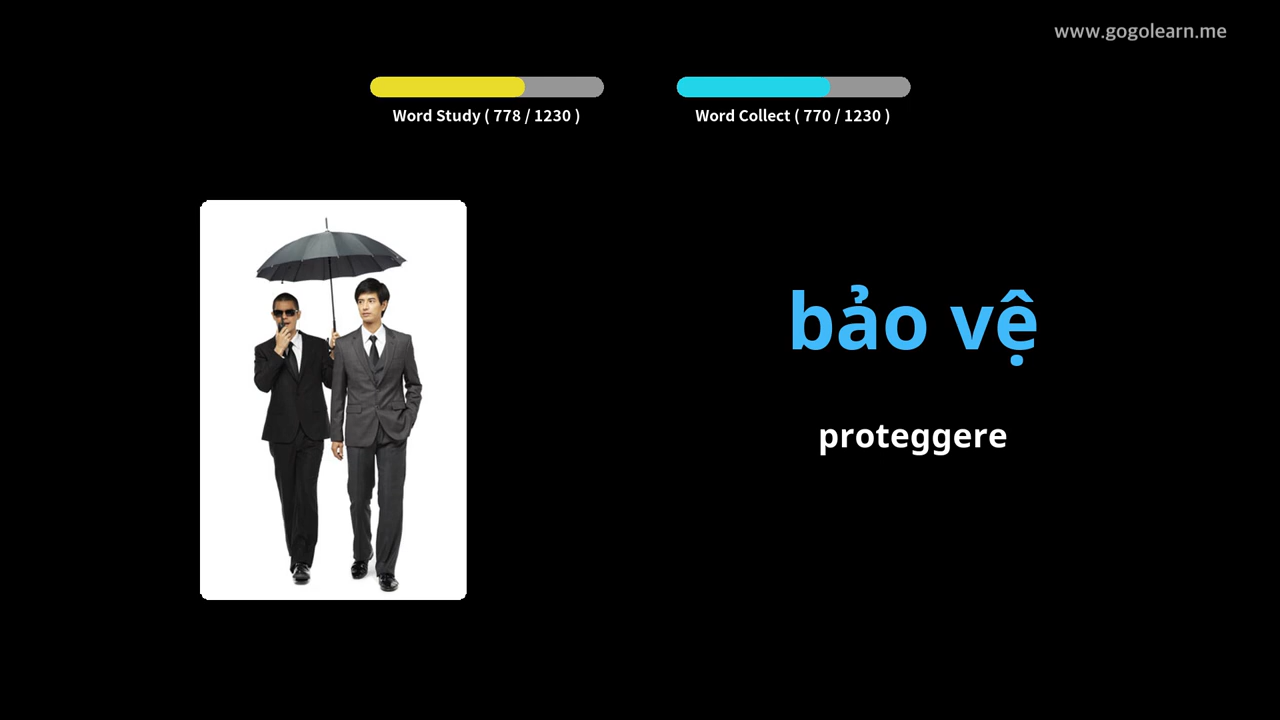 www.gogolearn.me
Word Study ( 778 / 1230 )
Word Collect ( 770 / 1230 )
bảo vệ
proteggere